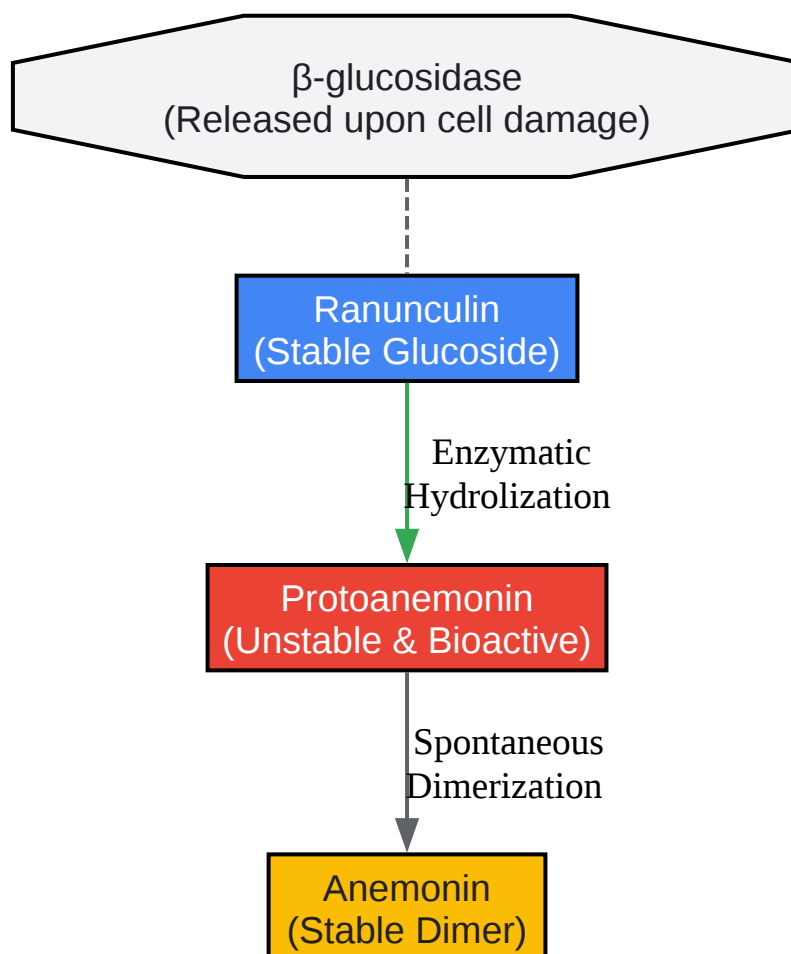 β-glucosidase
(Released upon cell damage)
Ranunculin
(Stable Glucoside)
Enzymatic
Hydrolization
Protoanemonin
(Unstable & Bioactive)
Spontaneous
Dimerization
Anemonin
(Stable Dimer)